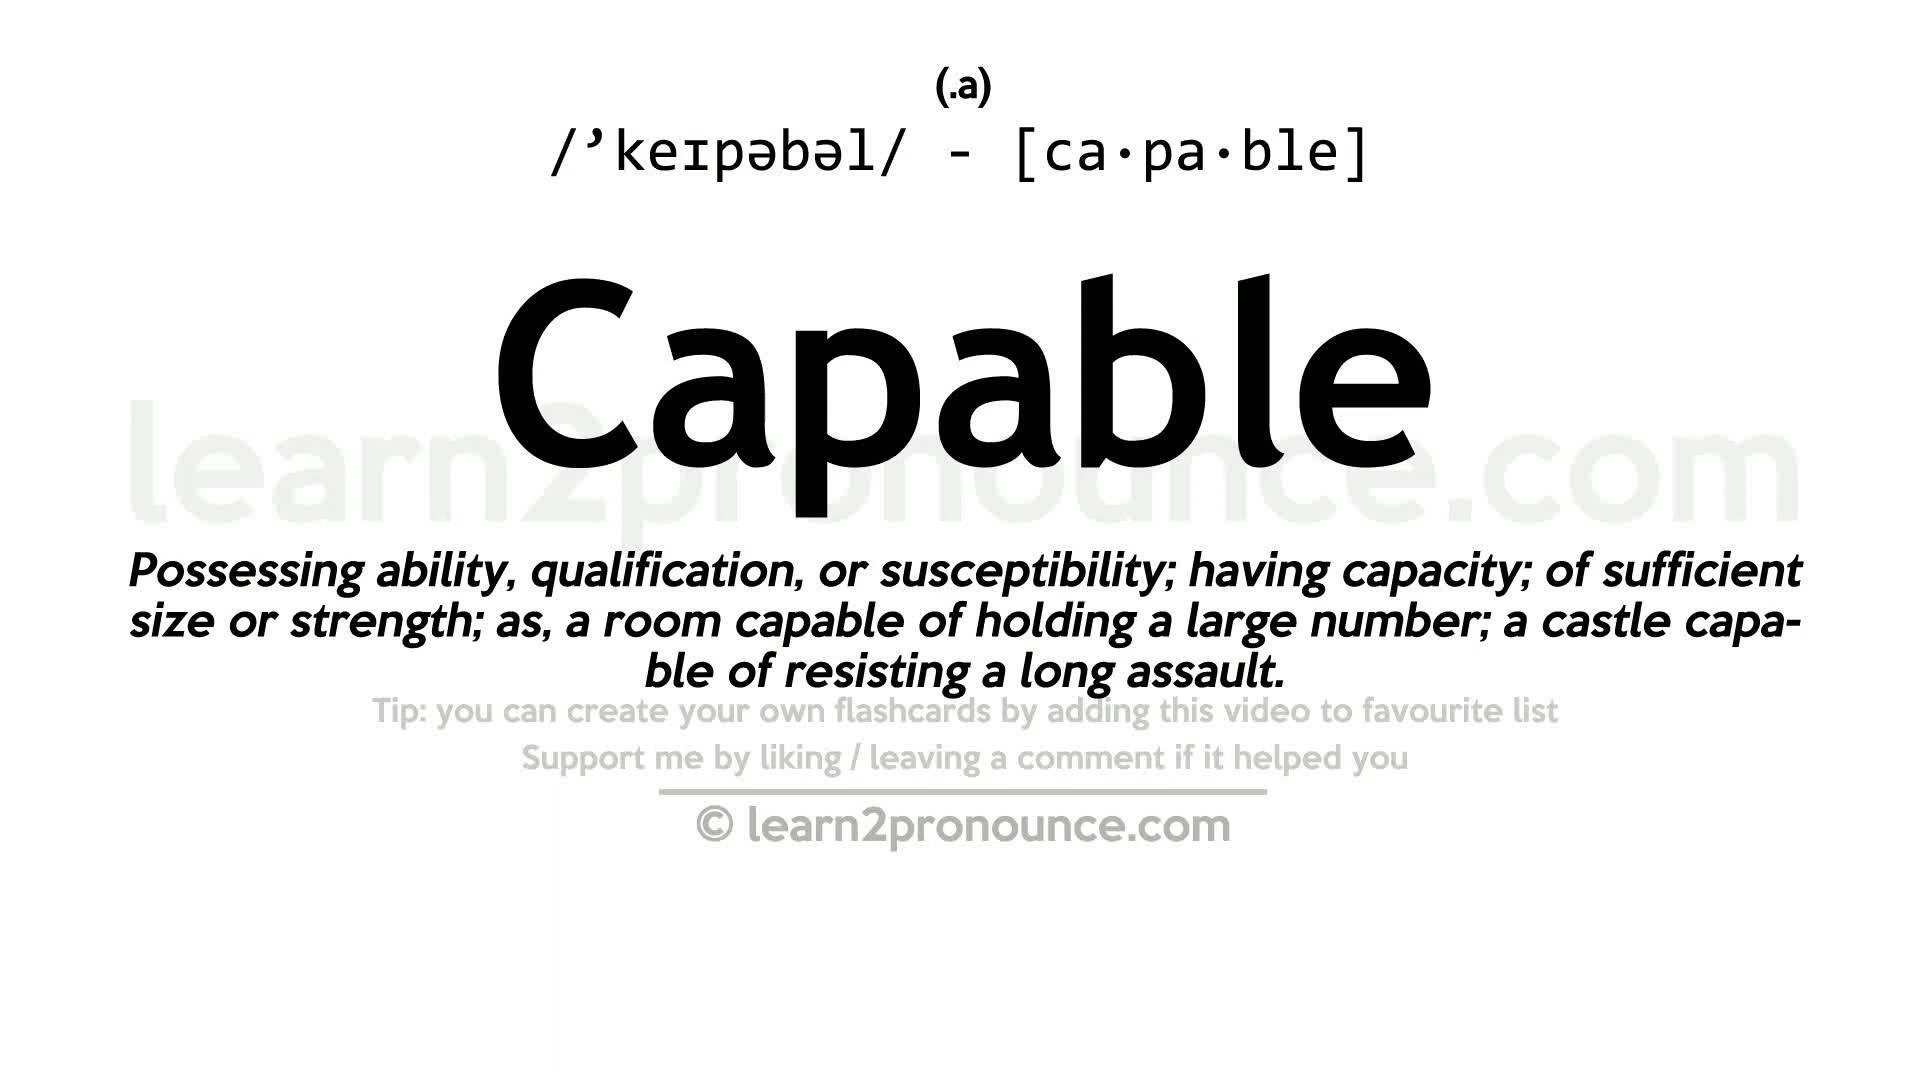 (.a)
/’keɪpəbəl/ - [ca·pa·ble]
Capable
learn2pronounce.com
Possessing ability, qualification, or susceptibility; having capacity; of sufficient
size or strength; as, a room capable of holding a large number; a castle capa-
ble of resisting a long assault.
Tip: you can create your own flashcards by adding this video to favourite list
Support me by liking / leaving a comment if it helped you
© learn2pronounce.com